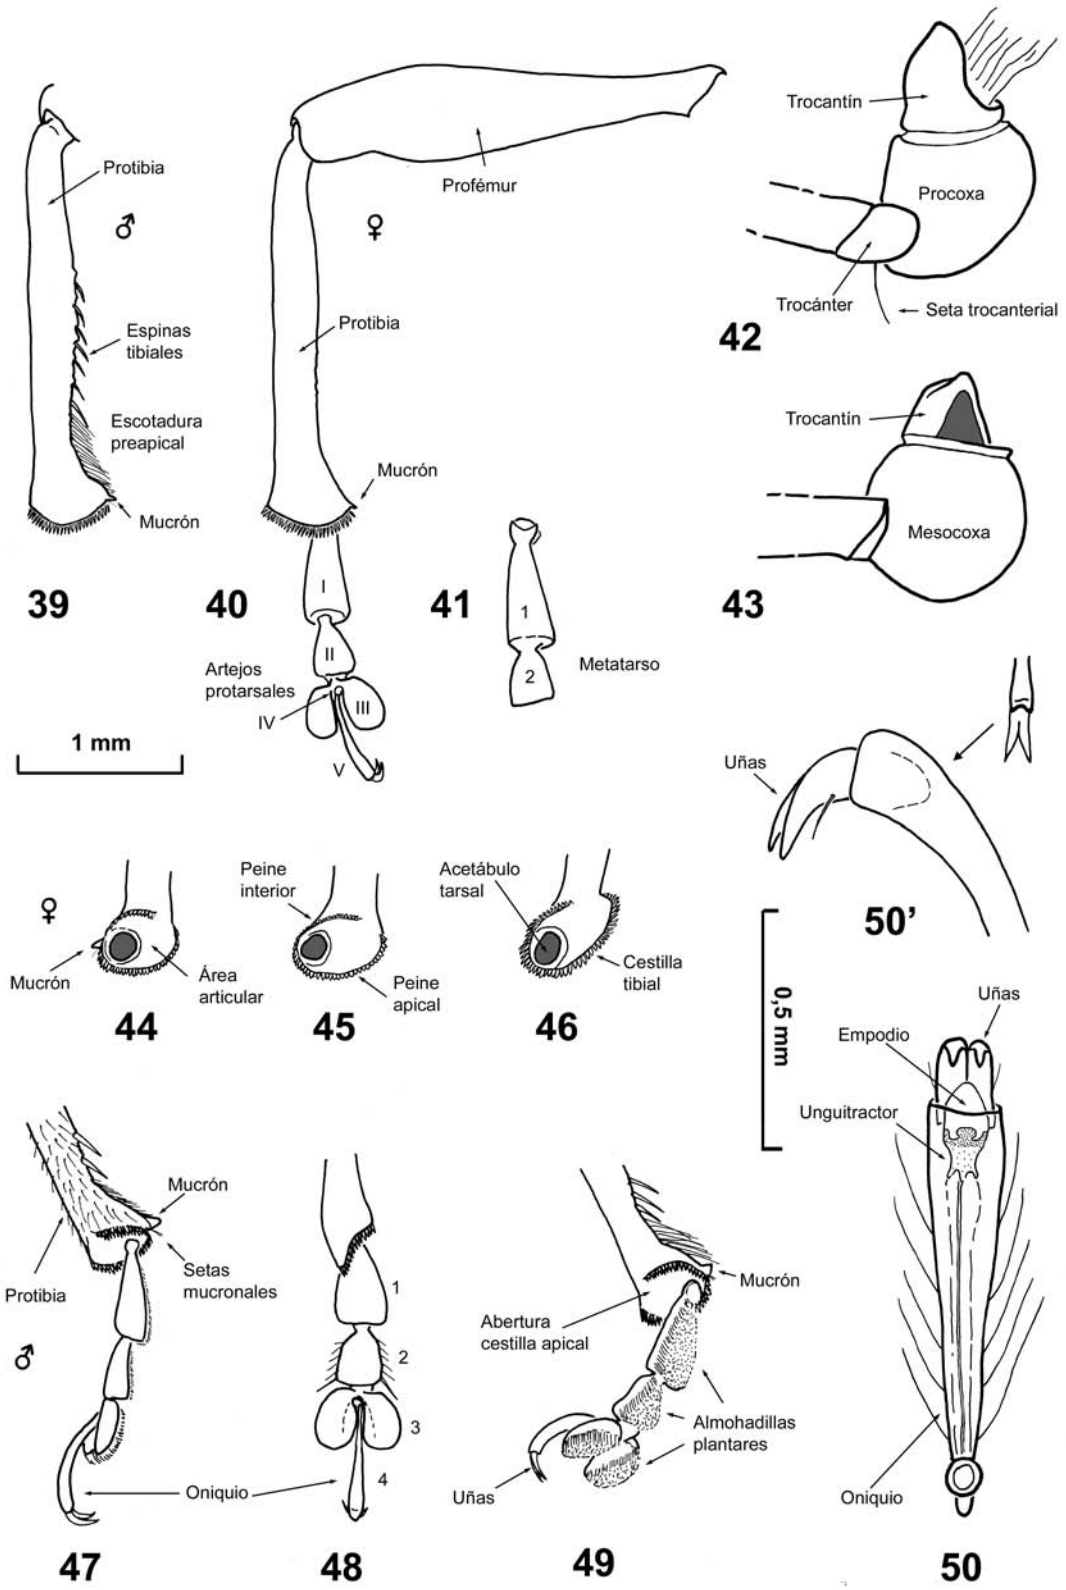 Protibia
♂
Espinas
tibiales
Escotadura
preapical
Mucrón
39
Profémur
♀
Protibia
Mucrón
I
II
Artejos
protarsales
III
IV
V
40
1
2
Metatarso
41
Trocantín
Procoxa
Trocánter
Seta trocanterial
42
Trocantín
Mesocoxa
43
1 mm
♀
Mucrón
Área
articular
44
Peine
interior
Peine
apical
45
Acetábulo
tarsal
Cestilla
tibial
46
Uñas
50’
0,5 mm
Mucrón
Setas
mucronales
Protibia
♂
Oniquio
47
1
2
3
4
48
Mucrón
Abertura
cestilla apical
Almohadillas
plantares
Uñas
49
Uñas
Empodio
Unguitractor
Oniquio
50